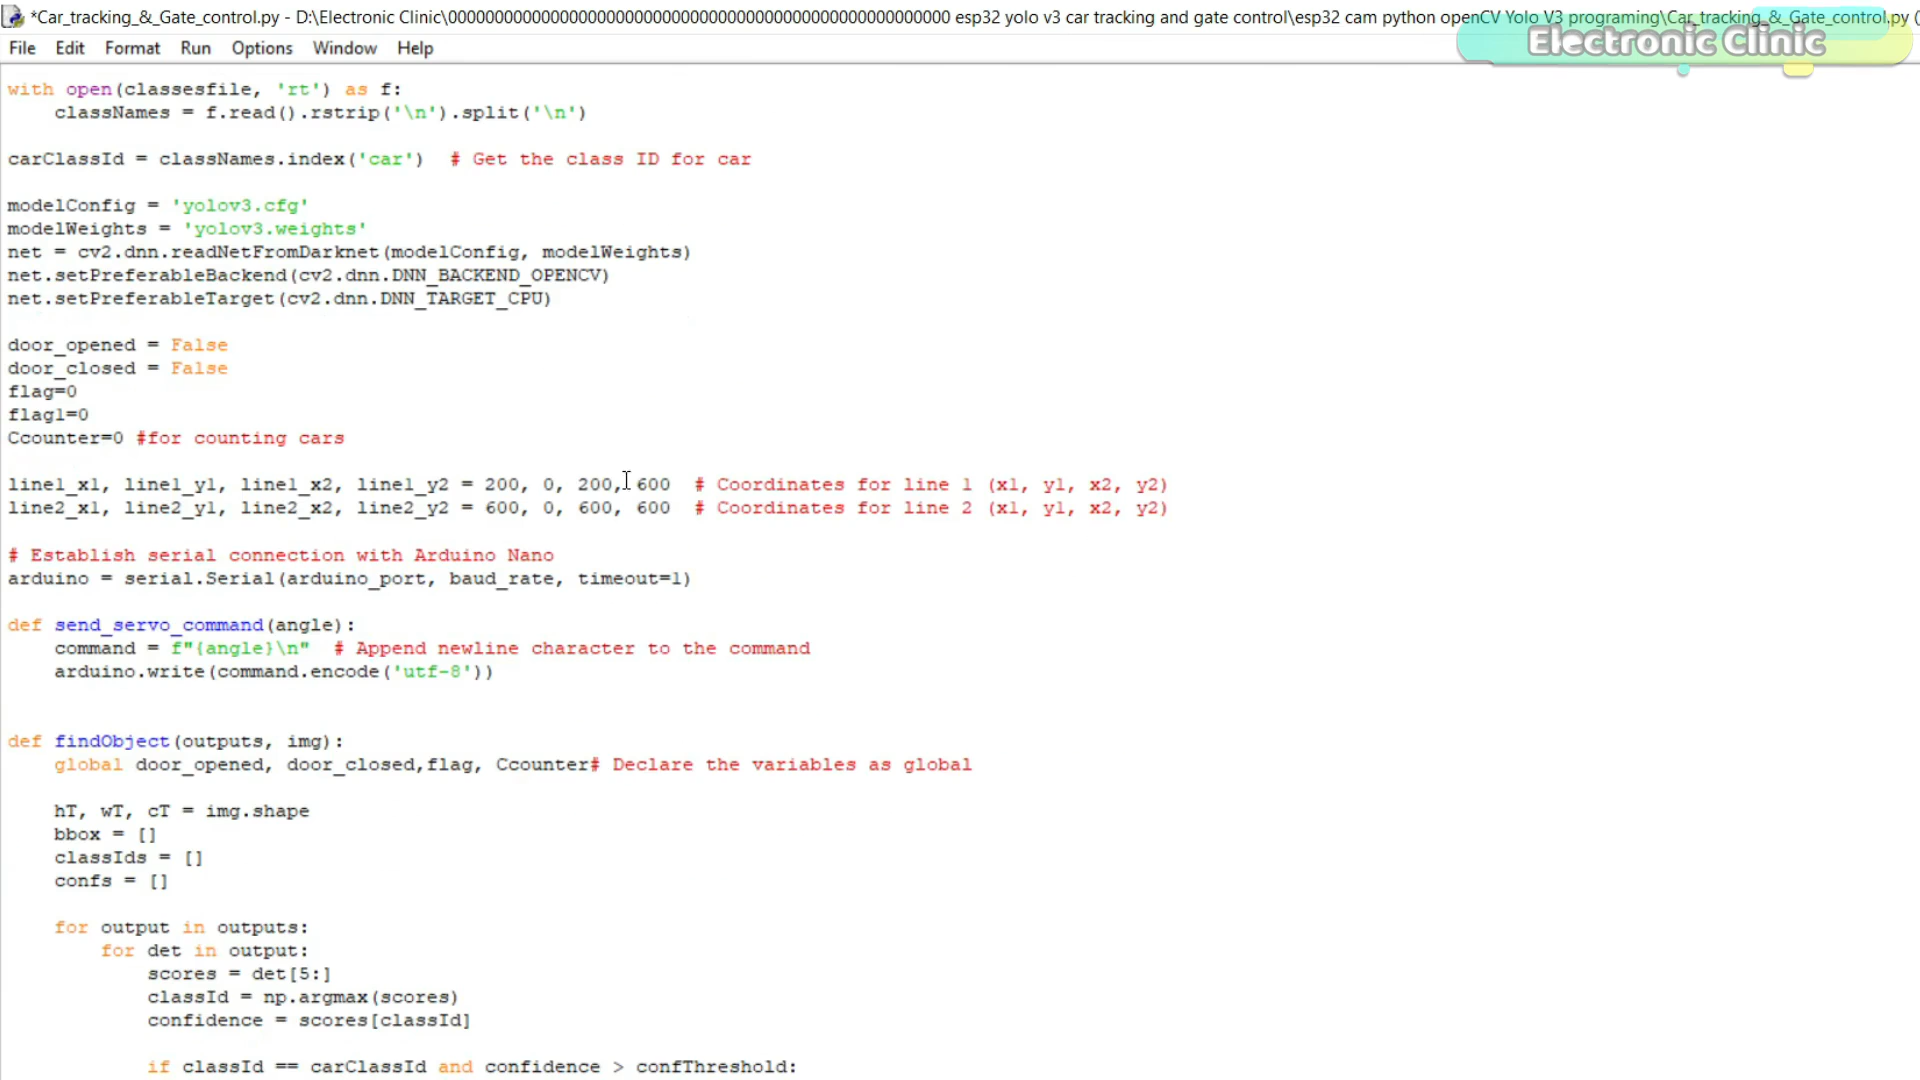 *Car_tracking_&_Gate_control.py - D:\Electronic Clinic\ esp32 yolo v3 car tracking and gate control\esp32 cam python openCV Yolo V3 programing\Car_tracking_&_Gate_control.py (
File Edit Format Run Options Window Help
Electronic Clinic
with open(classesfile, 'rt') as f:
    classNames = f.read().rstrip('\n').split('\n')
carClassId = classNames.index('car')  # Get the class ID for car
modelConfig = 'yolov3.cfg'
modelWeights = 'yolov3.weights'
net = cv2.dnn.readNetFromDarknet(modelConfig, modelWeights)
net.setPreferableBackend(cv2.dnn.DNN_BACKEND_OPENCV)
net.setPreferableTarget(cv2.dnn.DNN_TARGET_CPU)
door_opened = False
door_closed = False
flag=0
flag1=0
Ccounter=0 #for counting cars
line1_x1, line1_y1, line1_x2, line1_y2 = 200, 0, 200, 600  # Coordinates for line 1 (x1, y1, x2, y2)
line2_x1, line2_y1, line2_x2, line2_y2 = 600, 0, 600, 600  # Coordinates for line 2 (x1, y1, x2, y2)
# Establish serial connection with Arduino Nano
arduino = serial.Serial(arduino_port, baud_rate, timeout=1)
def send_servo_command(angle):
    command = f"{angle}\n"  # Append newline character to the command
    arduino.write(command.encode('utf-8'))
def findObject(outputs, img):
    global door_opened, door_closed,flag, Ccounter# Declare the variables as global
    hT, wT, cT = img.shape
    bbox = []
    classIds = []
    confs = []
    for output in outputs:
        for det in output:
            scores = det[5:]
            classId = np.argmax(scores)
            confidence = scores[classId]
            if classId == carClassId and confidence > confThreshold: